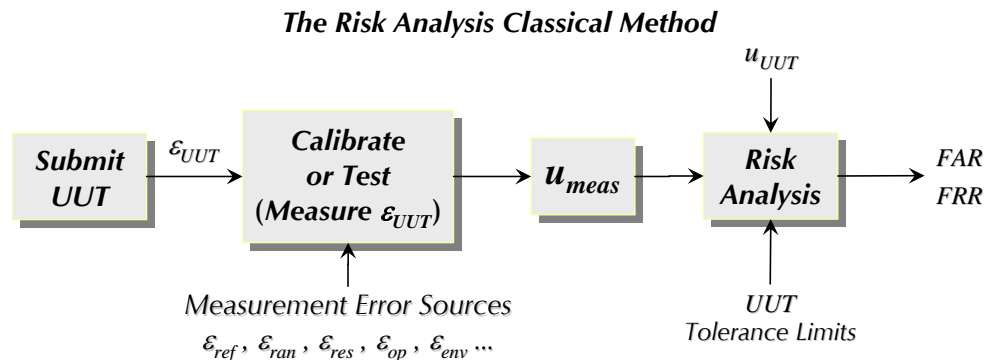 The Risk Analysis Classical Method
u_UUT
Submit
UUT
ε_UUT
Calibrate
or Test
(Measure ε_UUT)
u_meas
Risk
Analysis
FAR
FRR
Measurement Error Sources
ε_ref , ε_ran , ε_res , ε_op , ε_env ...
UUT
Tolerance Limits